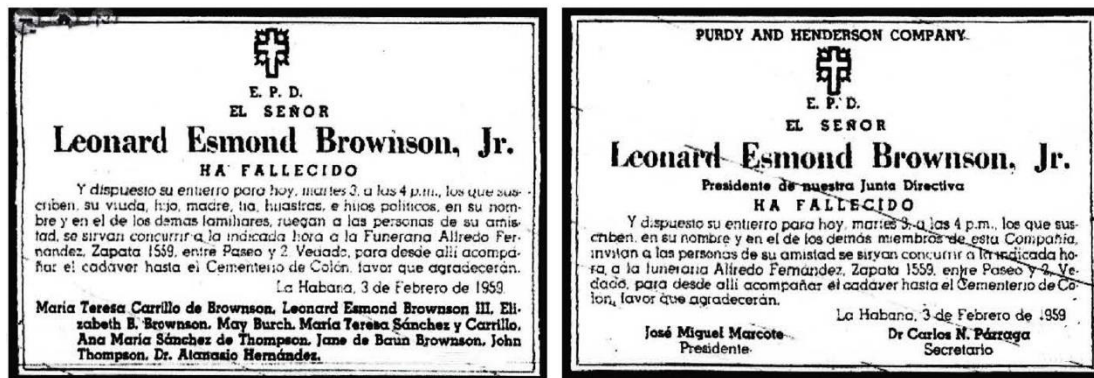 E. P. D.
EL SEÑOR
Leonard Esmond Brownson, Jr.
HA FALLECIDO
Y dispuesto su entierro para hoy, martes 3, a las 4 p.m., los que sus-
criben, su viuda, hijo, madre, tia, hijastras, e hijos politicos, en su nom-
bre y en el de los demas familiares, ruegan a las personas de su amis-
tad, se sirvan concurrir a la indicada hora a la Funeraria Alfredo Fer-
nandez, Zapata 1559, entre Paseo y 2, Vedado, para desde alli acompa-
ñar el cadaver hasta el Cementerio de Colón, favor que agradecerán.
La Habana, 3 de Febrero de 1959
María Teresa Carrillo de Brownson, Leonard Esmond Brownson III, Eli-
zabeth B. Brownson, May Burch, María Teresa Sánchez y Carrillo,
Ana María Sánchez de Thompson, Jane de Baun Brownson, John
Thompson, Dr. Atanasio Hernández.
PURDY AND HENDERSON COMPANY
E. P. D.
EL SEÑOR
Leonard Esmond Brownson, Jr.
Presidente de nuestra Junta Directiva
HA FALLECIDO
Y dispuesto su entierro para hoy, martes 3, a las 4 p.m., los que sus-
criben, en su nombre y en el de los demás miembros de esta Compañía,
invitan a las personas de su amistad se sirvan concurrir a la indicada ho-
ra, a la funeraria Alfredo Fernández, Zapata 1559, entre Paseo y 2, Ve-
dado, para desde alli acompañar el cadaver hasta el Cementerio de Co-
lon, favor que agradecerán.
La Habana, 3 de Febrero de 1959
José Miguel Marcote
Presidente
Dr Carlos N. Párraga
Secretario